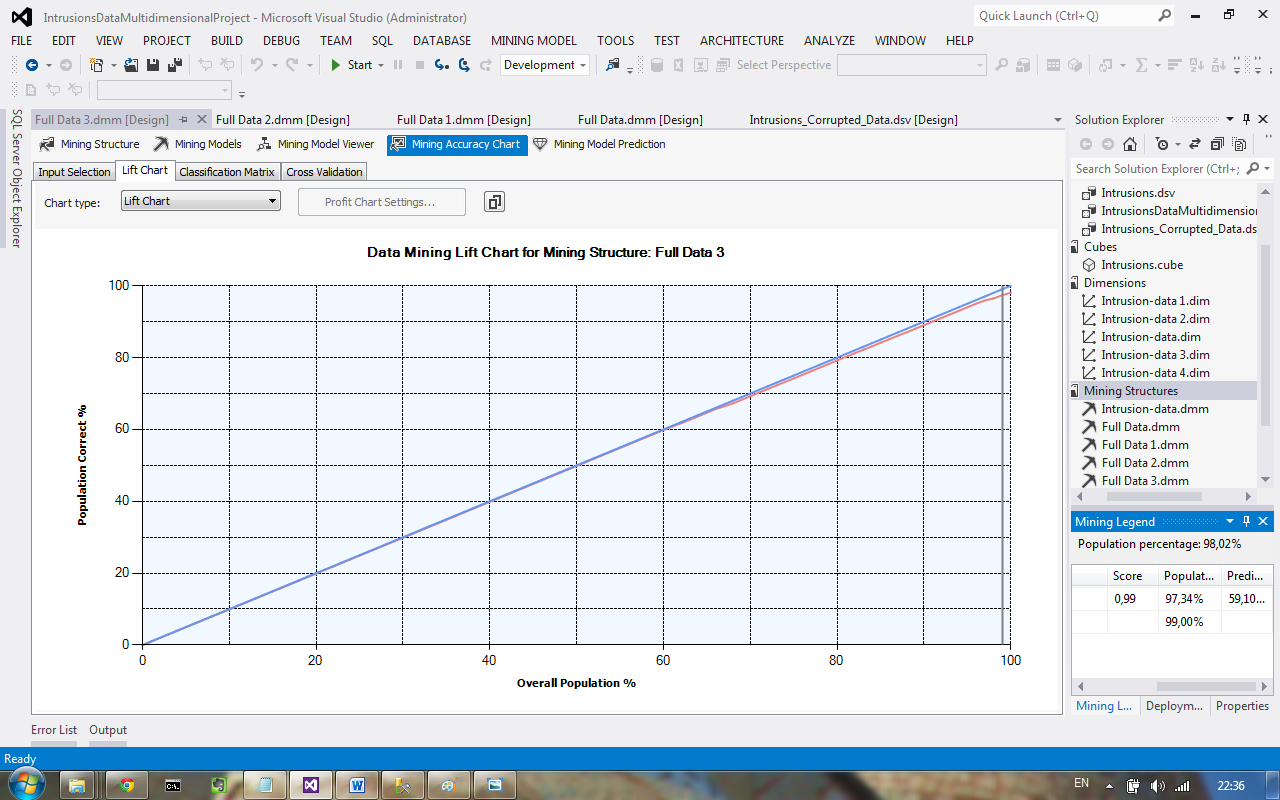 IntrusionsDataMultidimensionalProject - Microsoft Visual Studio (Administrator)
Quick Launch (Ctrl+Q)
FILE EDIT VIEW PROJECT BUILD DEBUG TEAM SQL DATABASE MINING MODEL TOOLS TEST ARCHITECTURE ANALYZE WINDOW HELP
Start Development Select Perspective
SQL Server Object Explorer
Full Data 3.dmm [Design] Full Data 2.dmm [Design] Full Data 1.dmm [Design] Full Data.dmm [Design] Intrusions_Corrupted_Data.dsv [Design]
Mining Structure Mining Models Mining Model Viewer Mining Accuracy Chart Mining Model Prediction
Input Selection Lift Chart Classification Matrix Cross Validation
Chart type: Lift Chart Profit Chart Settings...
Data Mining Lift Chart for Mining Structure: Full Data 3
Population Correct %
100
80
60
40
20
0
0 20 40 60 80 100
Overall Population %
Solution Explorer
Search Solution Explorer (Ctrl+;
Intrusions.dsv
IntrusionsDataMultidimension
Intrusions_Corrupted_Data.ds
Cubes
Intrusions.cube
Dimensions
Intrusion-data 1.dim
Intrusion-data 2.dim
Intrusion-data.dim
Intrusion-data 3.dim
Intrusion-data 4.dim
Mining Structures
Intrusion-data.dmm
Full Data.dmm
Full Data 1.dmm
Full Data 2.dmm
Full Data 3.dmm
Mining Legend
Population percentage: 98,02%
Score Populat... Predi...
0,99 97,34% 59,10...
99,00%
Mining L... Deploym... Properties
Error List Output
Ready
EN 22:36